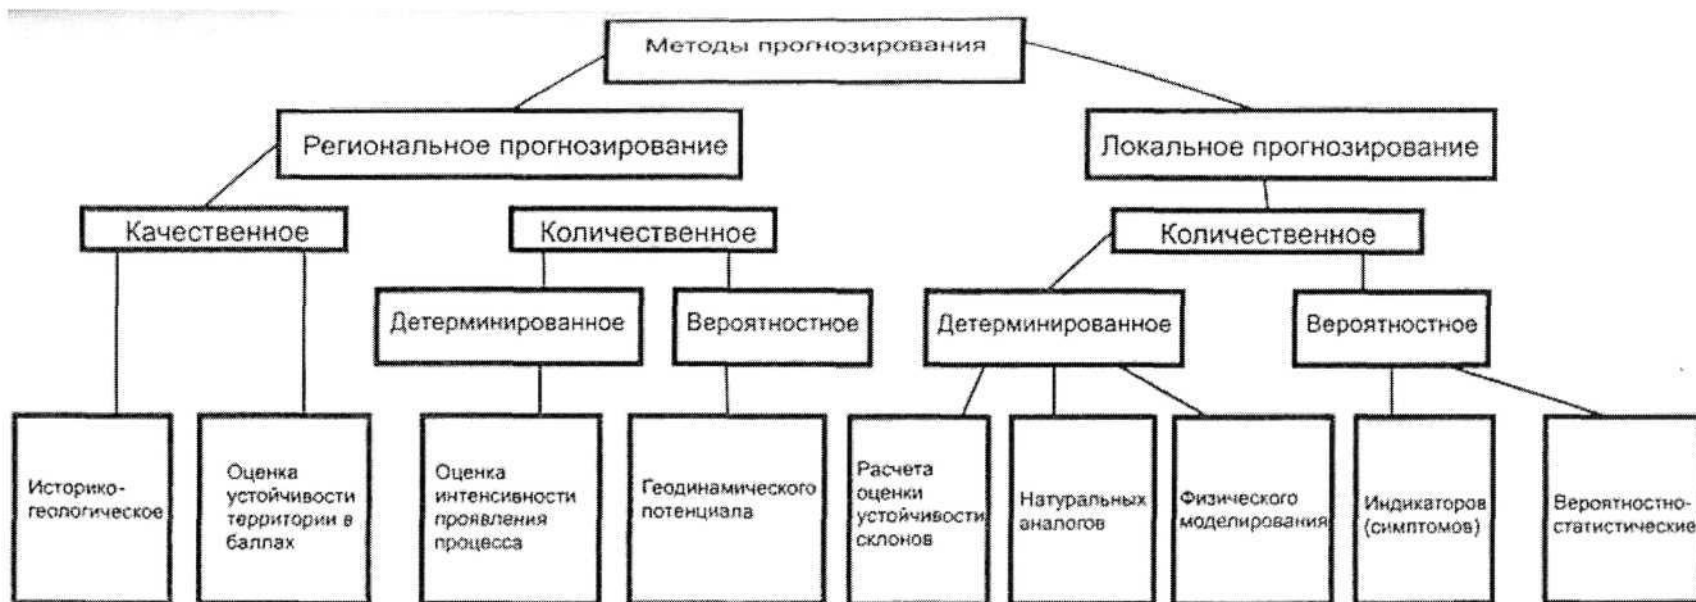 Методы прогнозирования
Региональное прогнозирование
Локальное прогнозирование
Качественное
Количественное
Количественное
Детерминированное
Вероятностное
Детерминированное
Вероятностное
Историко-
геологическое
Оценка
устойчивости
территории в
баллах
Оценка
интенсивности
проявления
процесса
Геодинамического
потенциала
Расчета
оценки
устойчивости
склонов
Натуральных
аналогов
Физического
моделирования
Индикаторов
(симптомов)
Вероятностно-
статистические